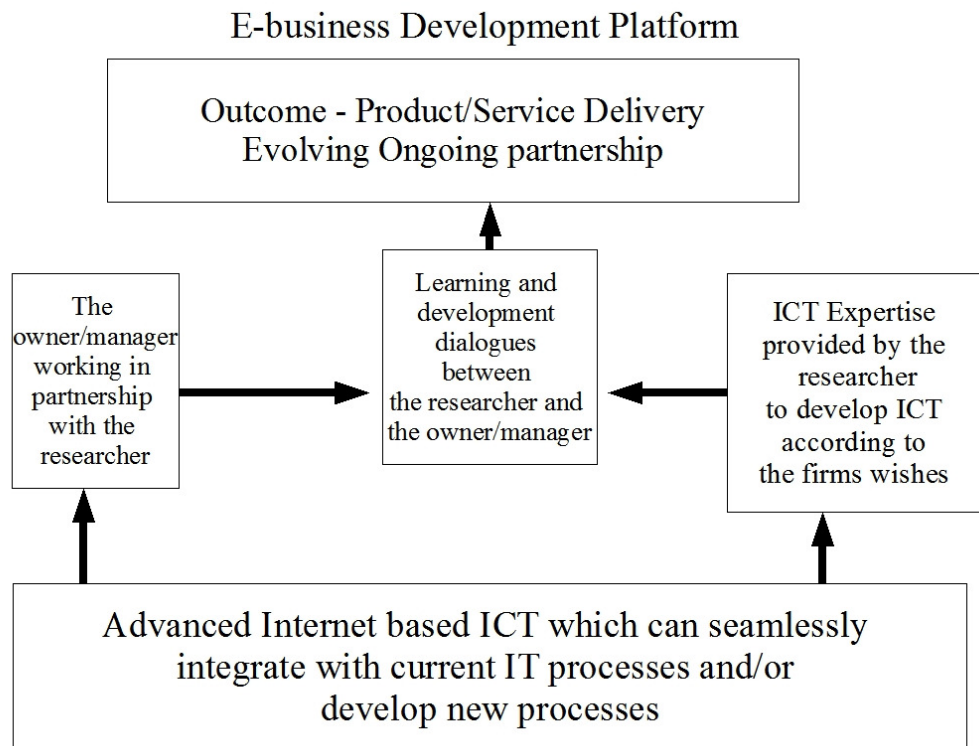 E-business Development Platform
Outcome - Product/Service Delivery
Evolving Ongoing partnership
The
owner/manager
working in
partnership
with the
researcher
Learning and
development
dialogues
between
the researcher and
the owner/manager
ICT Expertise
provided by the
researcher
to develop ICT
according to
the firms wishes
Advanced Internet based ICT which can seamlessly
integrate with current IT processes and/or
develop new processes